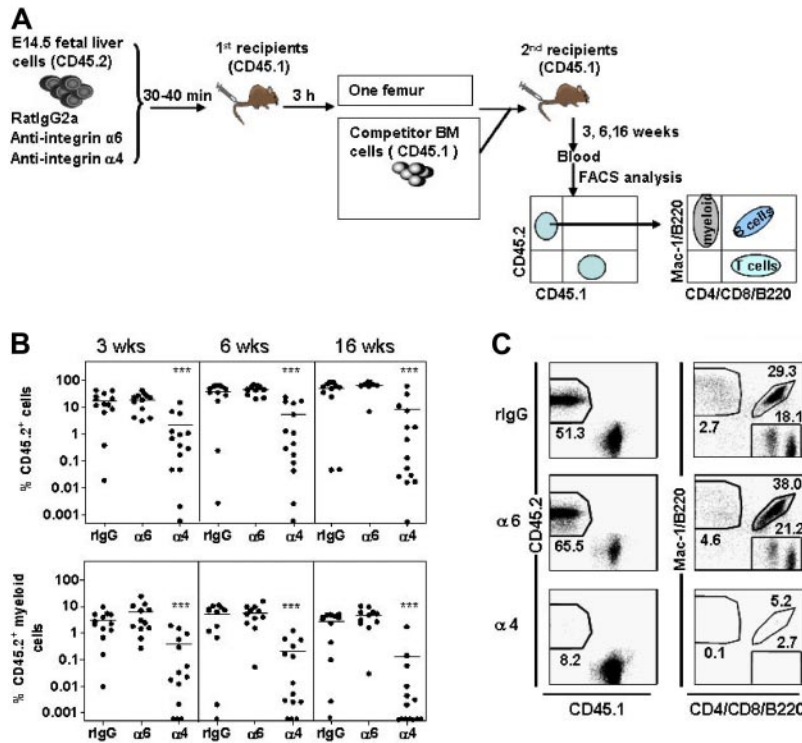 A
E14.5 fetal liver
cells (CD45.2)
RatIgG2a
Anti-integrin α6
Anti-integrin α4
30-40 min
1st recipients
(CD45.1)
3 h
One femur
Competitor BM
cells ( CD45.1 )
2nd recipients
(CD45.1)
3, 6,16 weeks
Blood
FACS analysis
CD45.2
CD45.1
Mac-1/B220
myeloid
B cells
T cells
CD4/CD8/B220
B
3 wks
6 wks
16 wks
% CD45.2+ cells
100
10
1
0.1
0.01
0.001
***
***
***
rIgG α6 α4 rIgG α6 α4 rIgG α6 α4
% CD45.2+ myeloid
cells
100
10
1
0.1
0.01
0.001
***
***
***
rIgG α6 α4 rIgG α6 α4 rIgG α6 α4
C
rIgG
51.3
29.3
2.7
18.1
α6
65.5
38.0
4.6
21.2
α4
8.2
5.2
0.1
2.7
CD45.2
Mac-1/B220
CD45.1
CD4/CD8/B220